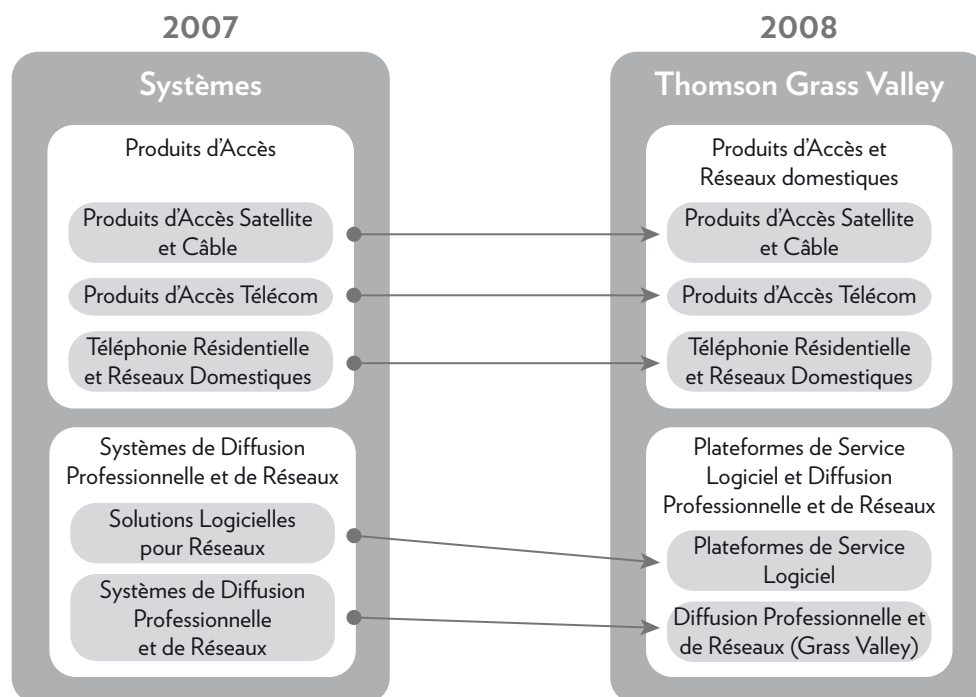 2007
Systèmes
Produits d'Accès
Produits d'Accès Satellite
et Câble
Produits d'Accès Télécom
Téléphonie Résidentielle
et Réseaux Domestiques
Systèmes de Diffusion
Professionnelle et de Réseaux
Solutions Logicielles
pour Réseaux
Systèmes de Diffusion
Professionnelle
et de Réseaux
2008
Thomson Grass Valley
Produits d'Accès et
Réseaux domestiques
Produits d'Accès Satellite
et Câble
Produits d'Accès Télécom
Téléphonie Résidentielle
et Réseaux Domestiques
Plateformes de Service
Logiciel et Diffusion
Professionnelle et de Réseaux
Plateformes de Service
Logiciel
Diffusion Professionnelle et
de Réseaux (Grass Valley)